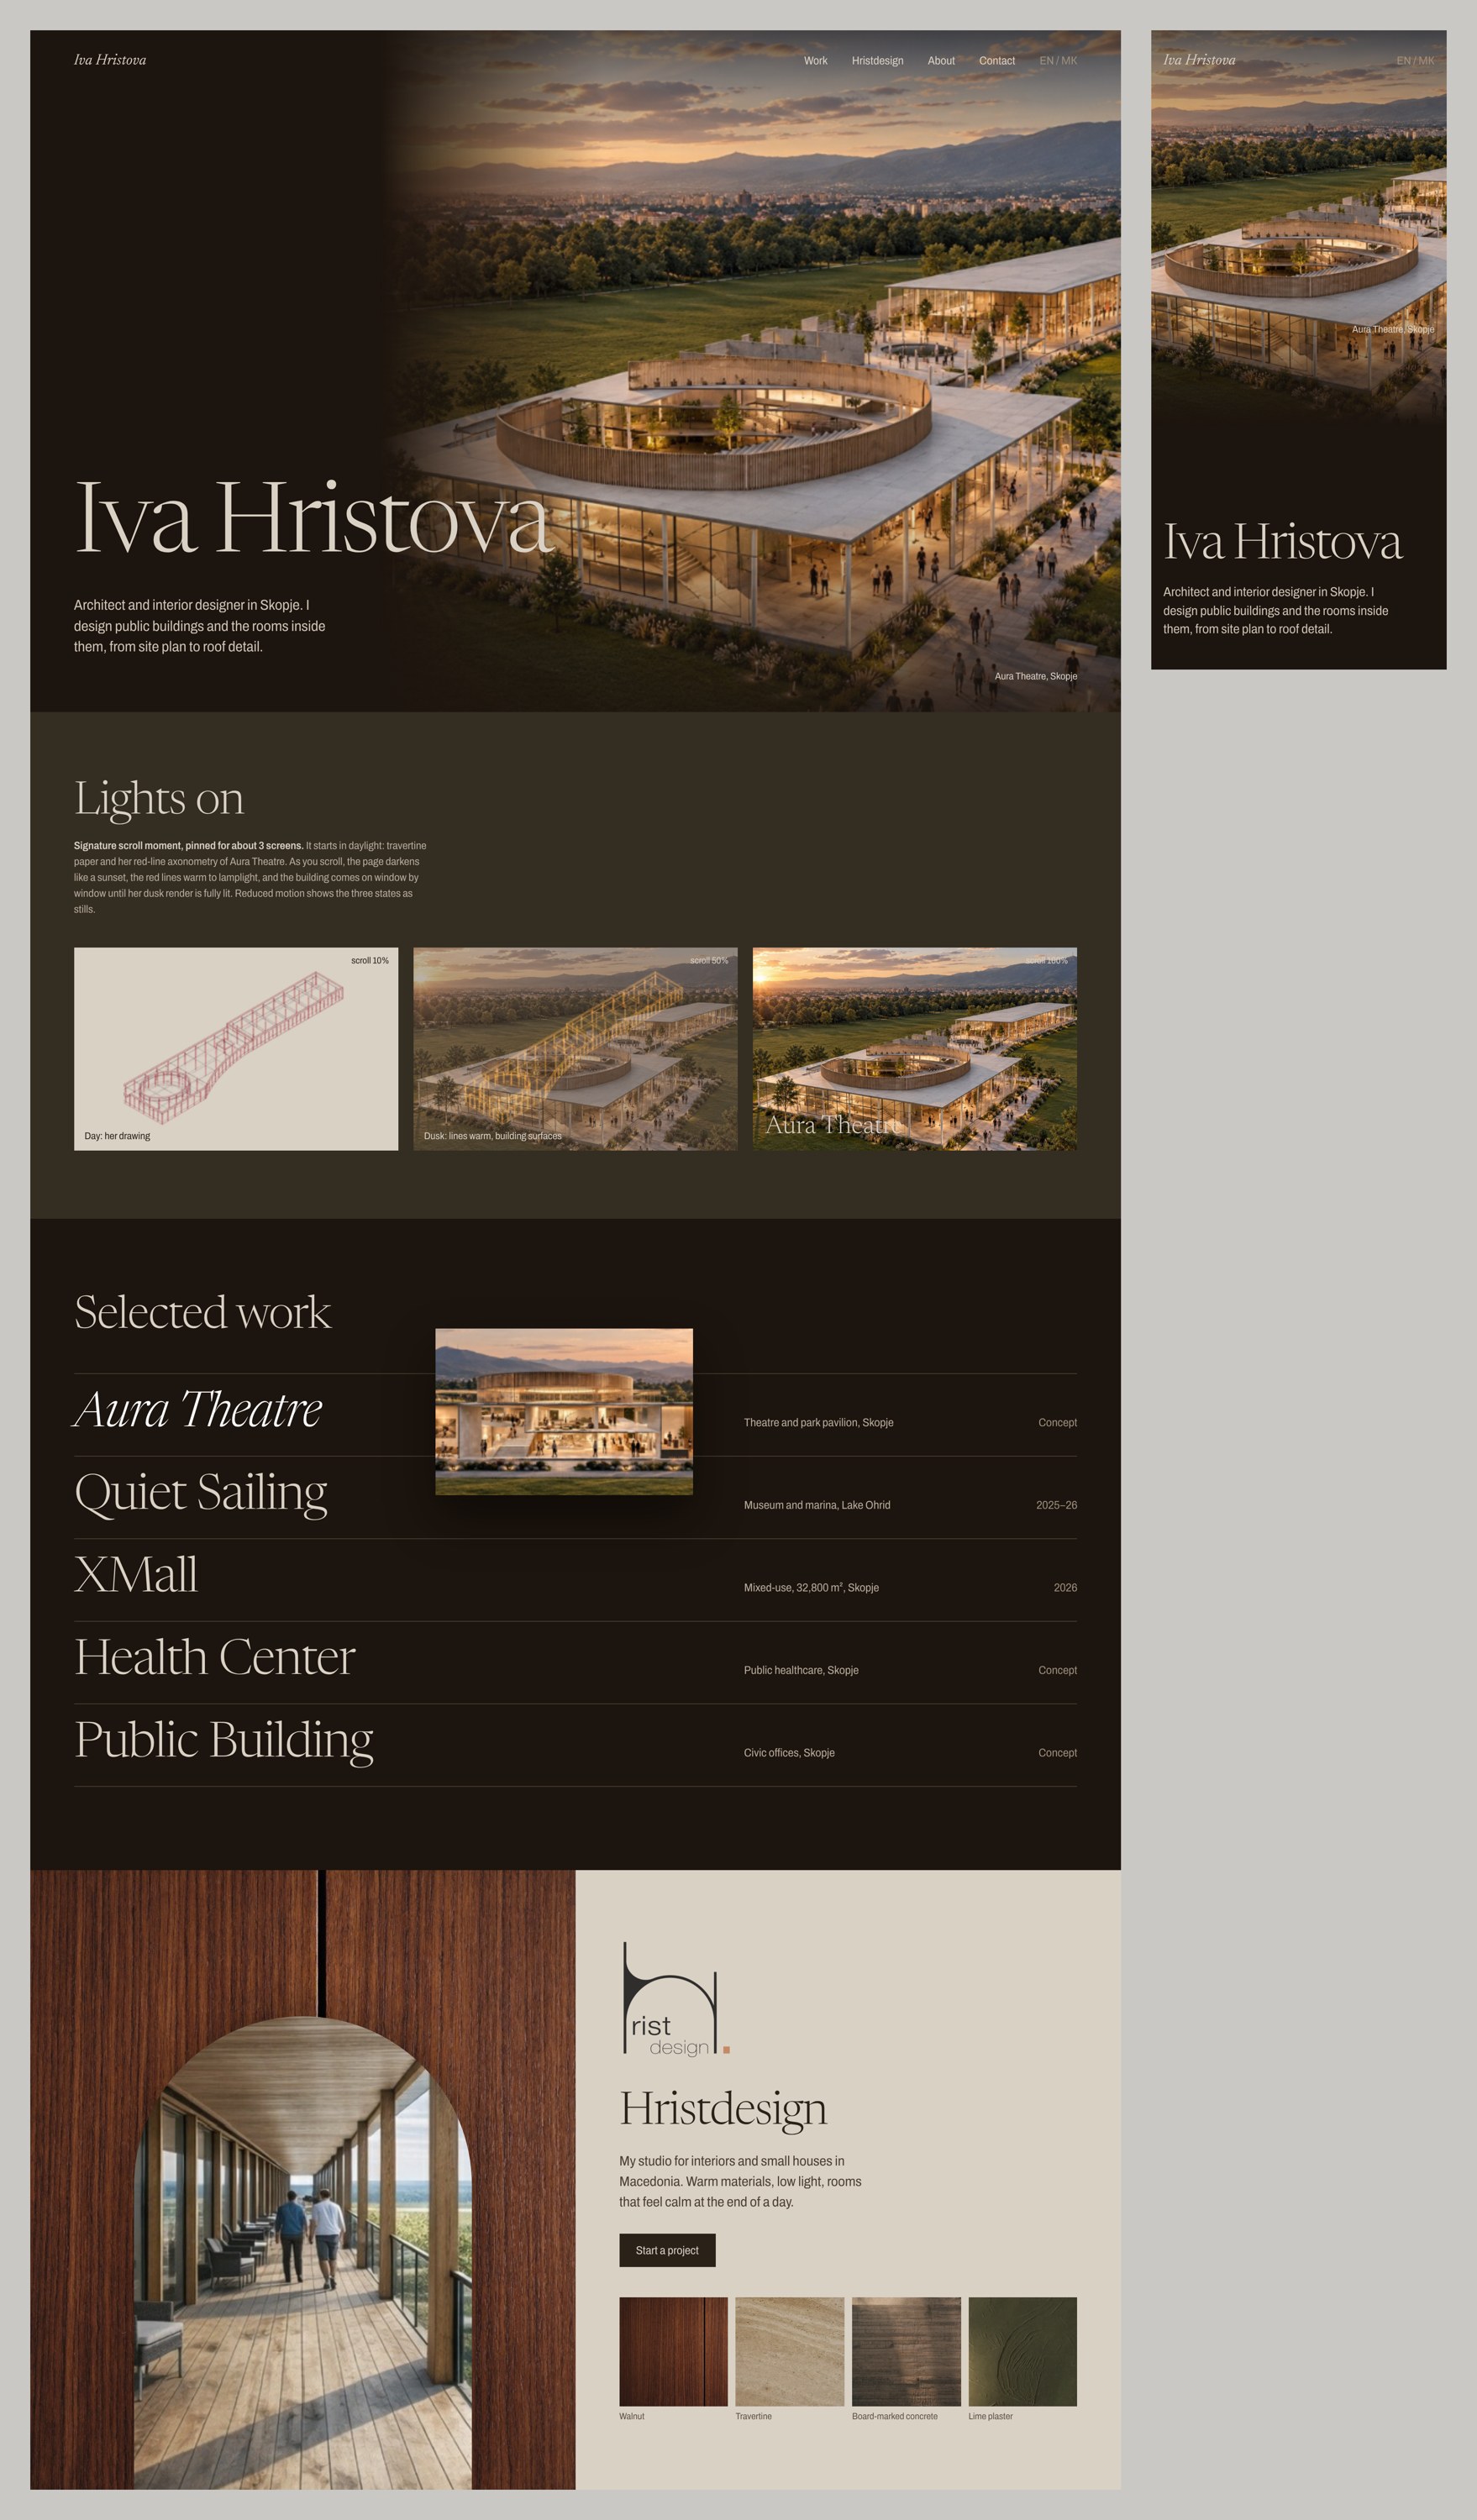 Iva Hristova
Work Hristdesign About Contact EN / MK
Iva Hristova
Architect and interior designer in Skopje. I
design public buildings and the rooms inside
them, from site plan to roof detail.
Aura Theatre, Skopje
Iva Hristova
EN / MK
Aura Theatre, Skopje
Iva Hristova
Architect and interior designer in Skopje. I
design public buildings and the rooms inside
them, from site plan to roof detail.
Lights on
Signature scroll moment, pinned for about 3 screens. It starts in daylight: travertine
paper and her red-line axonometry of Aura Theatre. As you scroll, the page darkens
like a sunset, the red lines warm to lamplight, and the building comes on window by
window until her dusk render is fully lit. Reduced motion shows the three states as
stills.
scroll 10%
Day: her drawing
scroll 50%
Dusk: lines warm, building surfaces
scroll 100%
Aura Theatre
Selected work
Aura Theatre
Theatre and park pavilion, Skopje
Concept
Quiet Sailing
Museum and marina, Lake Ohrid
2025–26
XMall
Mixed-use, 32,800 m², Skopje
2026
Health Center
Public healthcare, Skopje
Concept
Public Building
Civic offices, Skopje
Concept
hrist
design
Hristdesign
My studio for interiors and small houses in
Macedonia. Warm materials, low light, rooms
that feel calm at the end of a day.
Start a project
Walnut
Travertine
Board-marked concrete
Lime plaster